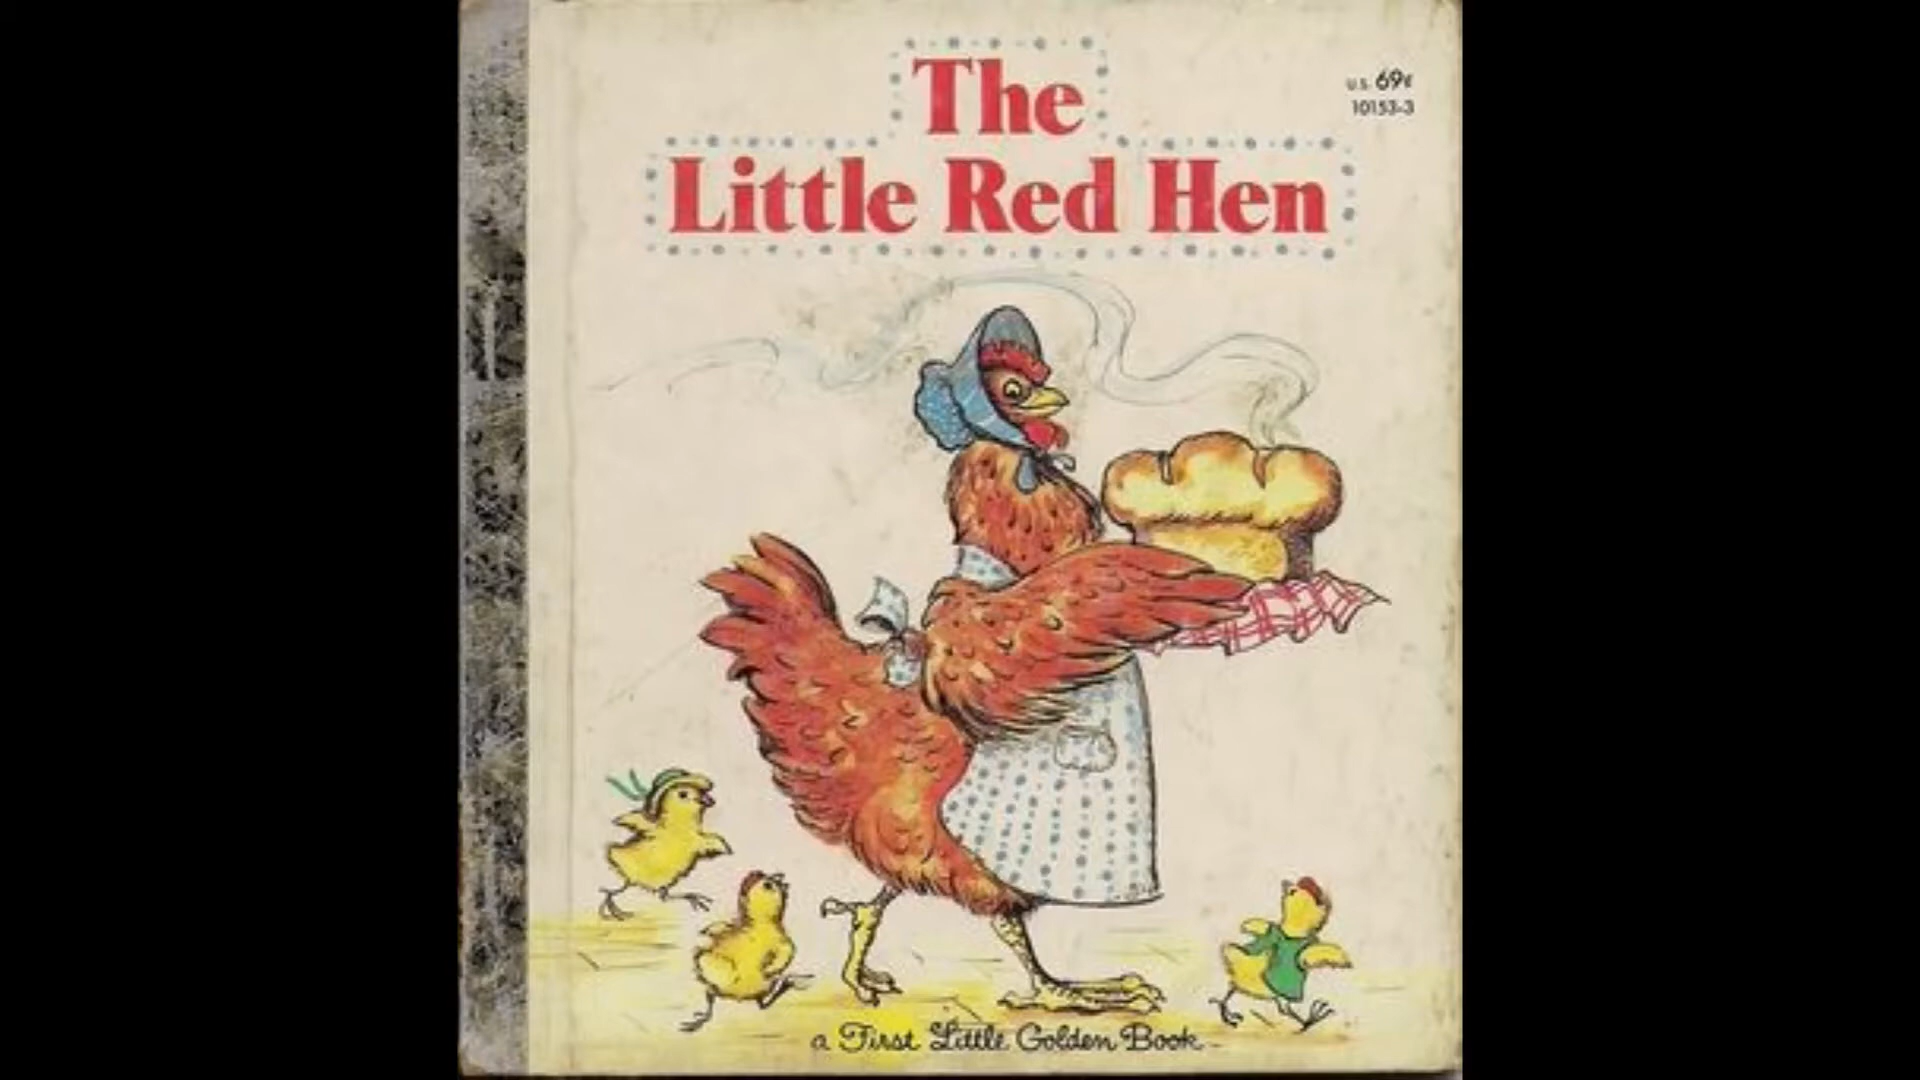 The
Little Red Hen
U.S. 69¢
10153-3
a First Little Golden Book